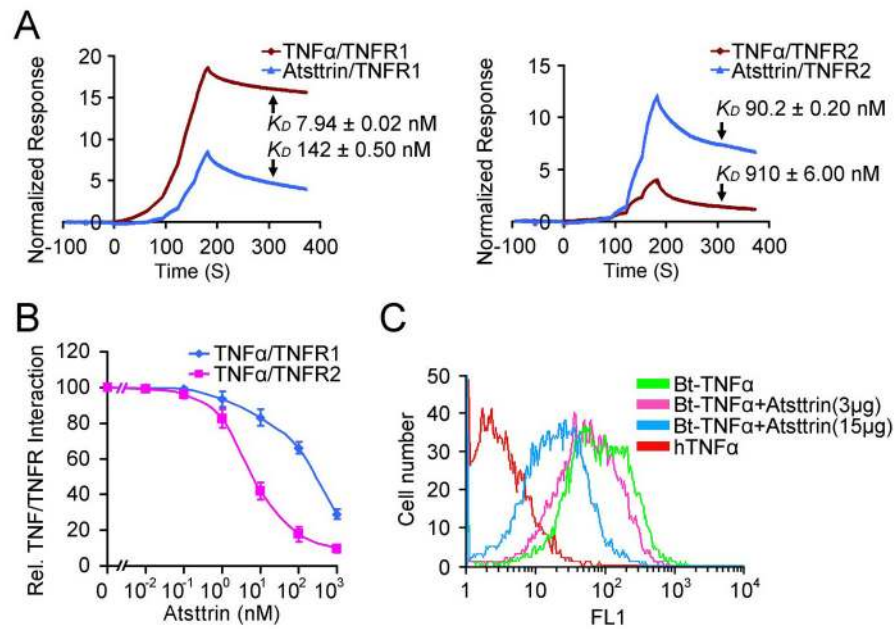 A
TNFα/TNFR1
Atsttrin/TNFR1
Normalized Response
20
15
10
5
0
-100 0 100 200 300 400
Time (S)
K_D 7.94 ± 0.02 nM
K_D 142 ± 0.50 nM
TNFα/TNFR2
Atsttrin/TNFR2
Normalized Response
15
10
5
0
-100 0 100 200 300 400
Time (S)
K_D 90.2 ± 0.20 nM
K_D 910 ± 6.00 nM
B
TNFα/TNFR1
TNFα/TNFR2
Rel. TNF/TNFR Interaction
120
100
80
60
40
20
0
0 10⁻² 10⁻¹ 10⁰ 10¹ 10² 10³
Atsttrin (nM)
C
Bt-TNFα
Bt-TNFα+Atsttrin(3μg)
Bt-TNFα+Atsttrin(15μg)
hTNFα
Cell number
50
40
30
20
10
0
1 10 10² 10³ 10⁴
FL1